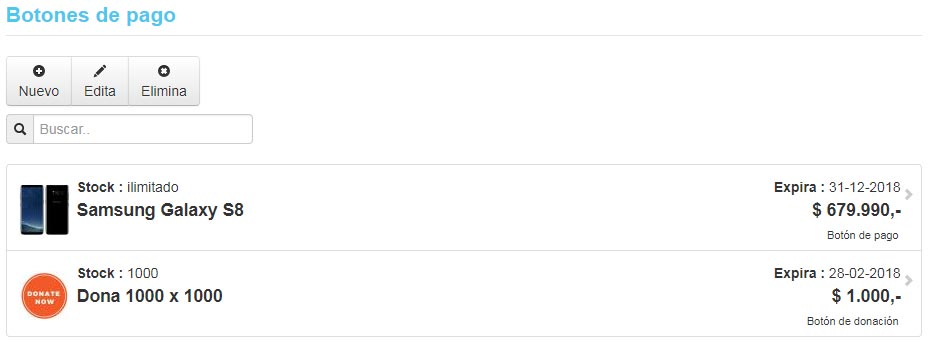 Botones de pago
Nuevo Edita Elimina
Buscar..
Stock : ilimitado Expira : 31-12-2018
Samsung Galaxy S8 $ 679.990,-
Botón de pago
Stock : 1000 Expira : 28-02-2018
DONATE
NOW
Dona 1000 x 1000 $ 1.000,-
Botón de donación